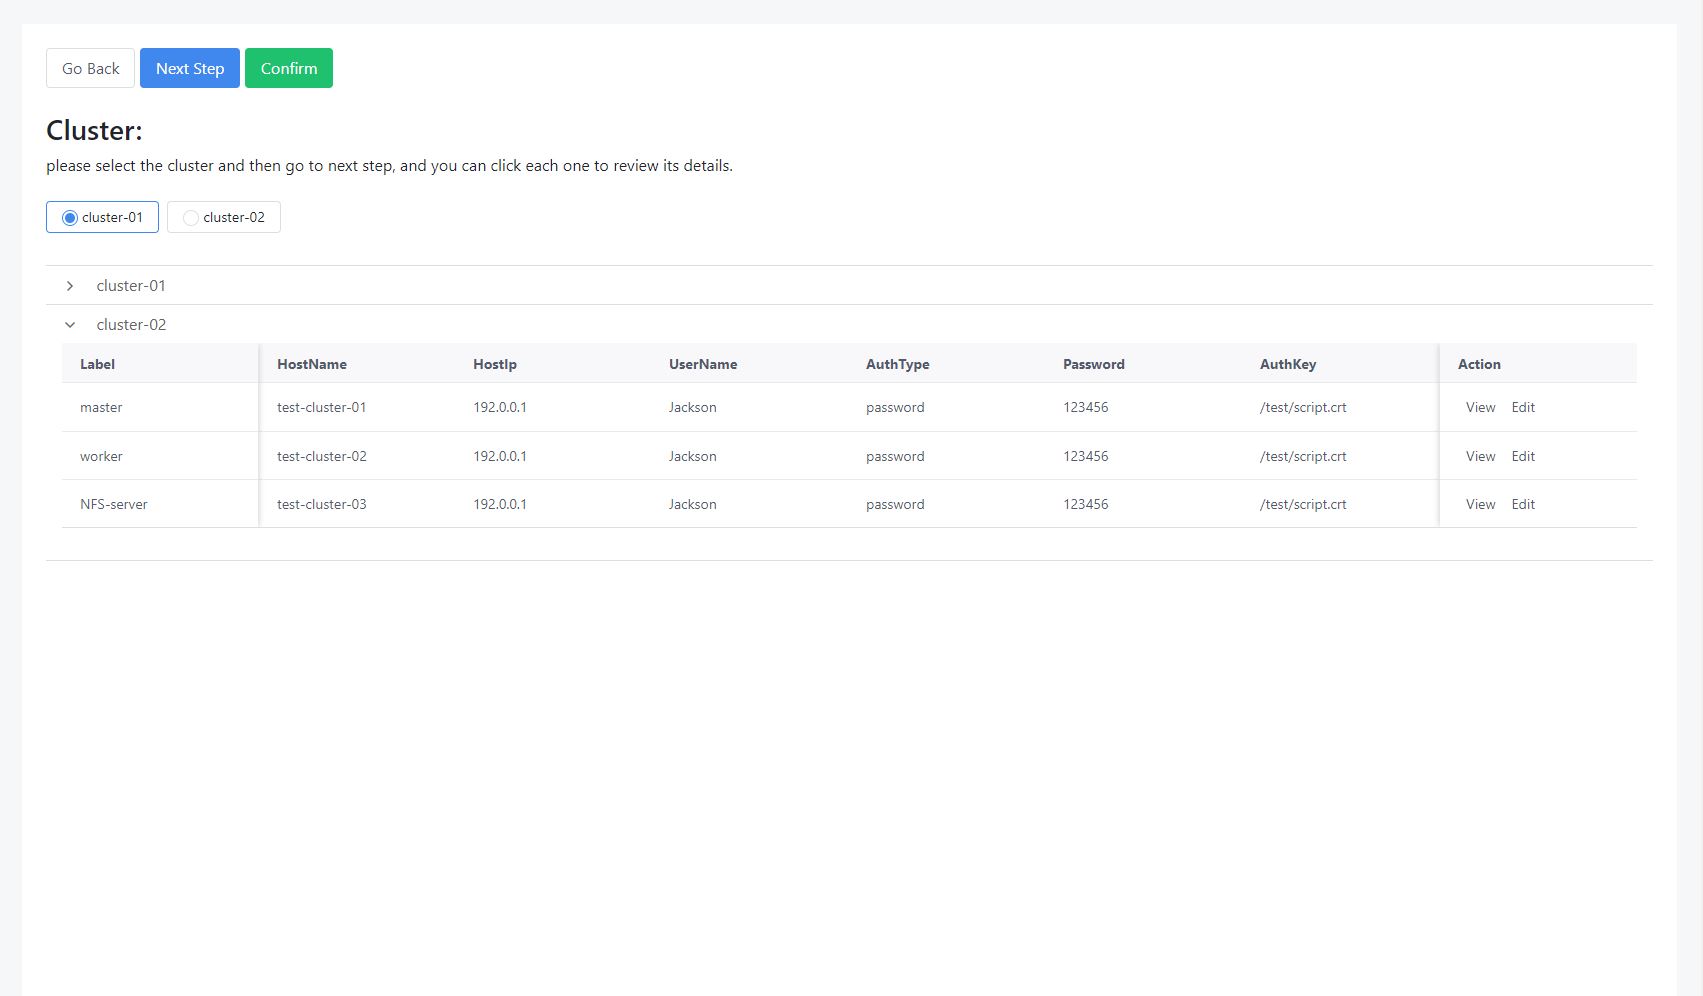 Go Back Next Step Confirm
Cluster:
please select the cluster and then go to next step, and you can click each one to review its details.
cluster-01 cluster-02
cluster-01
cluster-02
Label HostName HostIp UserName AuthType Password AuthKey Action
master test-cluster-01 192.0.0.1 Jackson password 123456 /test/script.crt View Edit
worker test-cluster-02 192.0.0.1 Jackson password 123456 /test/script.crt View Edit
NFS-server test-cluster-03 192.0.0.1 Jackson password 123456 /test/script.crt View Edit